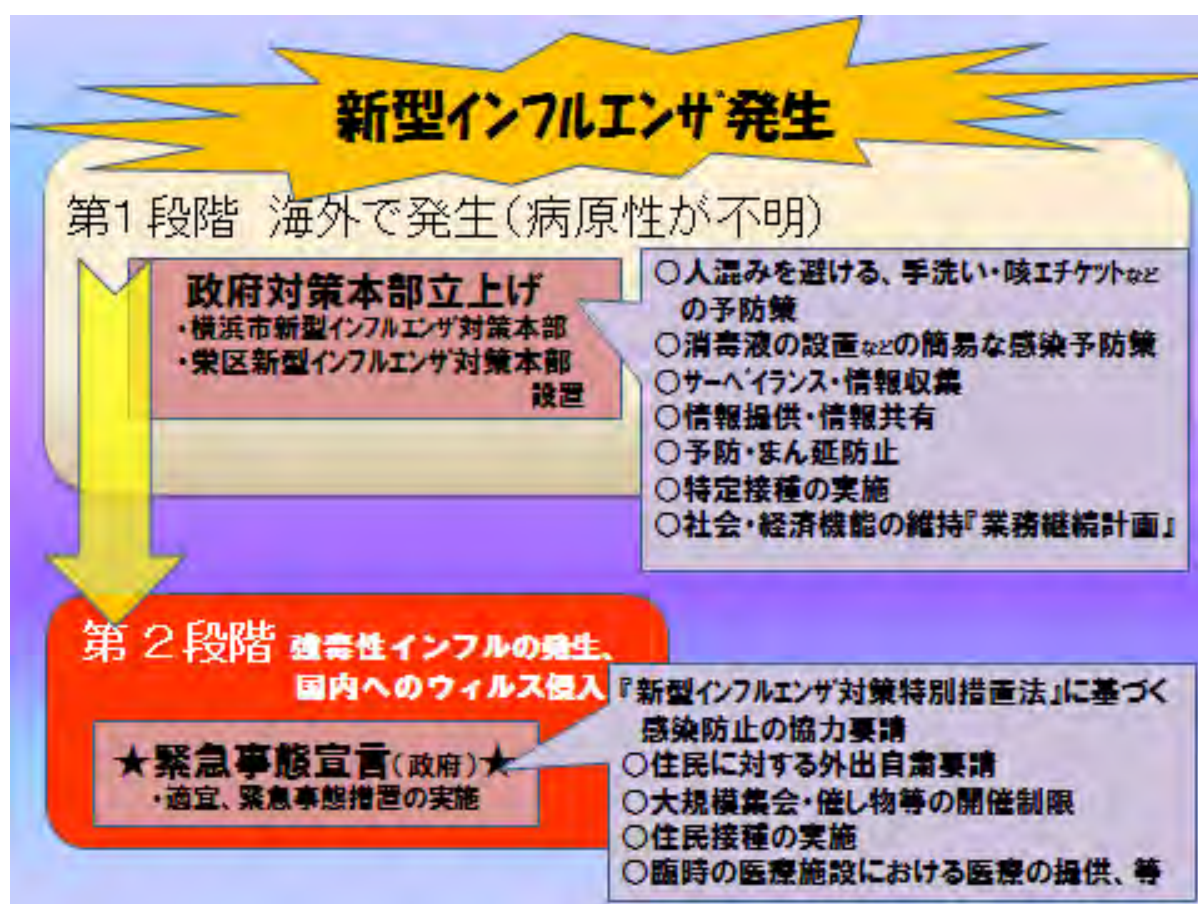 新型インフルエンザ発生
第1段階 海外で発生(病原性が不明)
政府対策本部立上げ
・横浜市新型インフルエンザ対策本部
・栄区新型インフルエンザ対策本部
設置
○人混みを避ける、手洗い・咳エチケットなど
の予防策
○消毒液の設置などの簡易な感染予防策
○サーベイランス・情報収集
○情報提供・情報共有
○予防・まん延防止
○特定接種の実施
○社会・経済機能の維持『業務継続計画』
第2段階 強毒性インフルの発生、
国内へのウィルス侵入
★緊急事態宣言(政府)★
・適宜、緊急事態措置の実施
『新型インフルエンザ対策特別措置法』に基づく
感染防止の協力要請
○住民に対する外出自粛要請
○大規模集会・催し物等の開催制限
○住民接種の実施
○臨時の医療施設における医療の提供、等